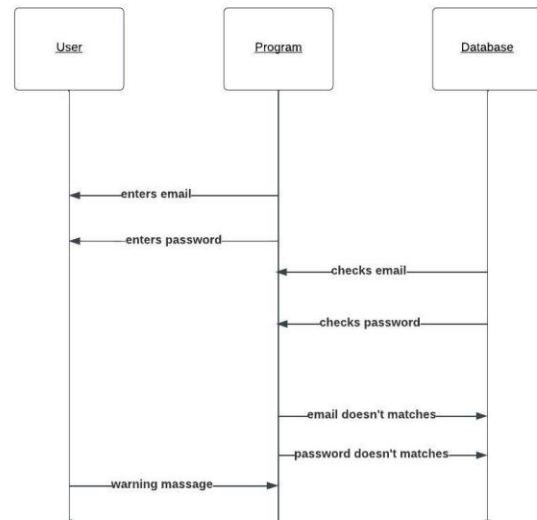 User
Program
Database
enters email
enters password
checks email
checks password
email doesn't matches
password doesn't matches
warning massage